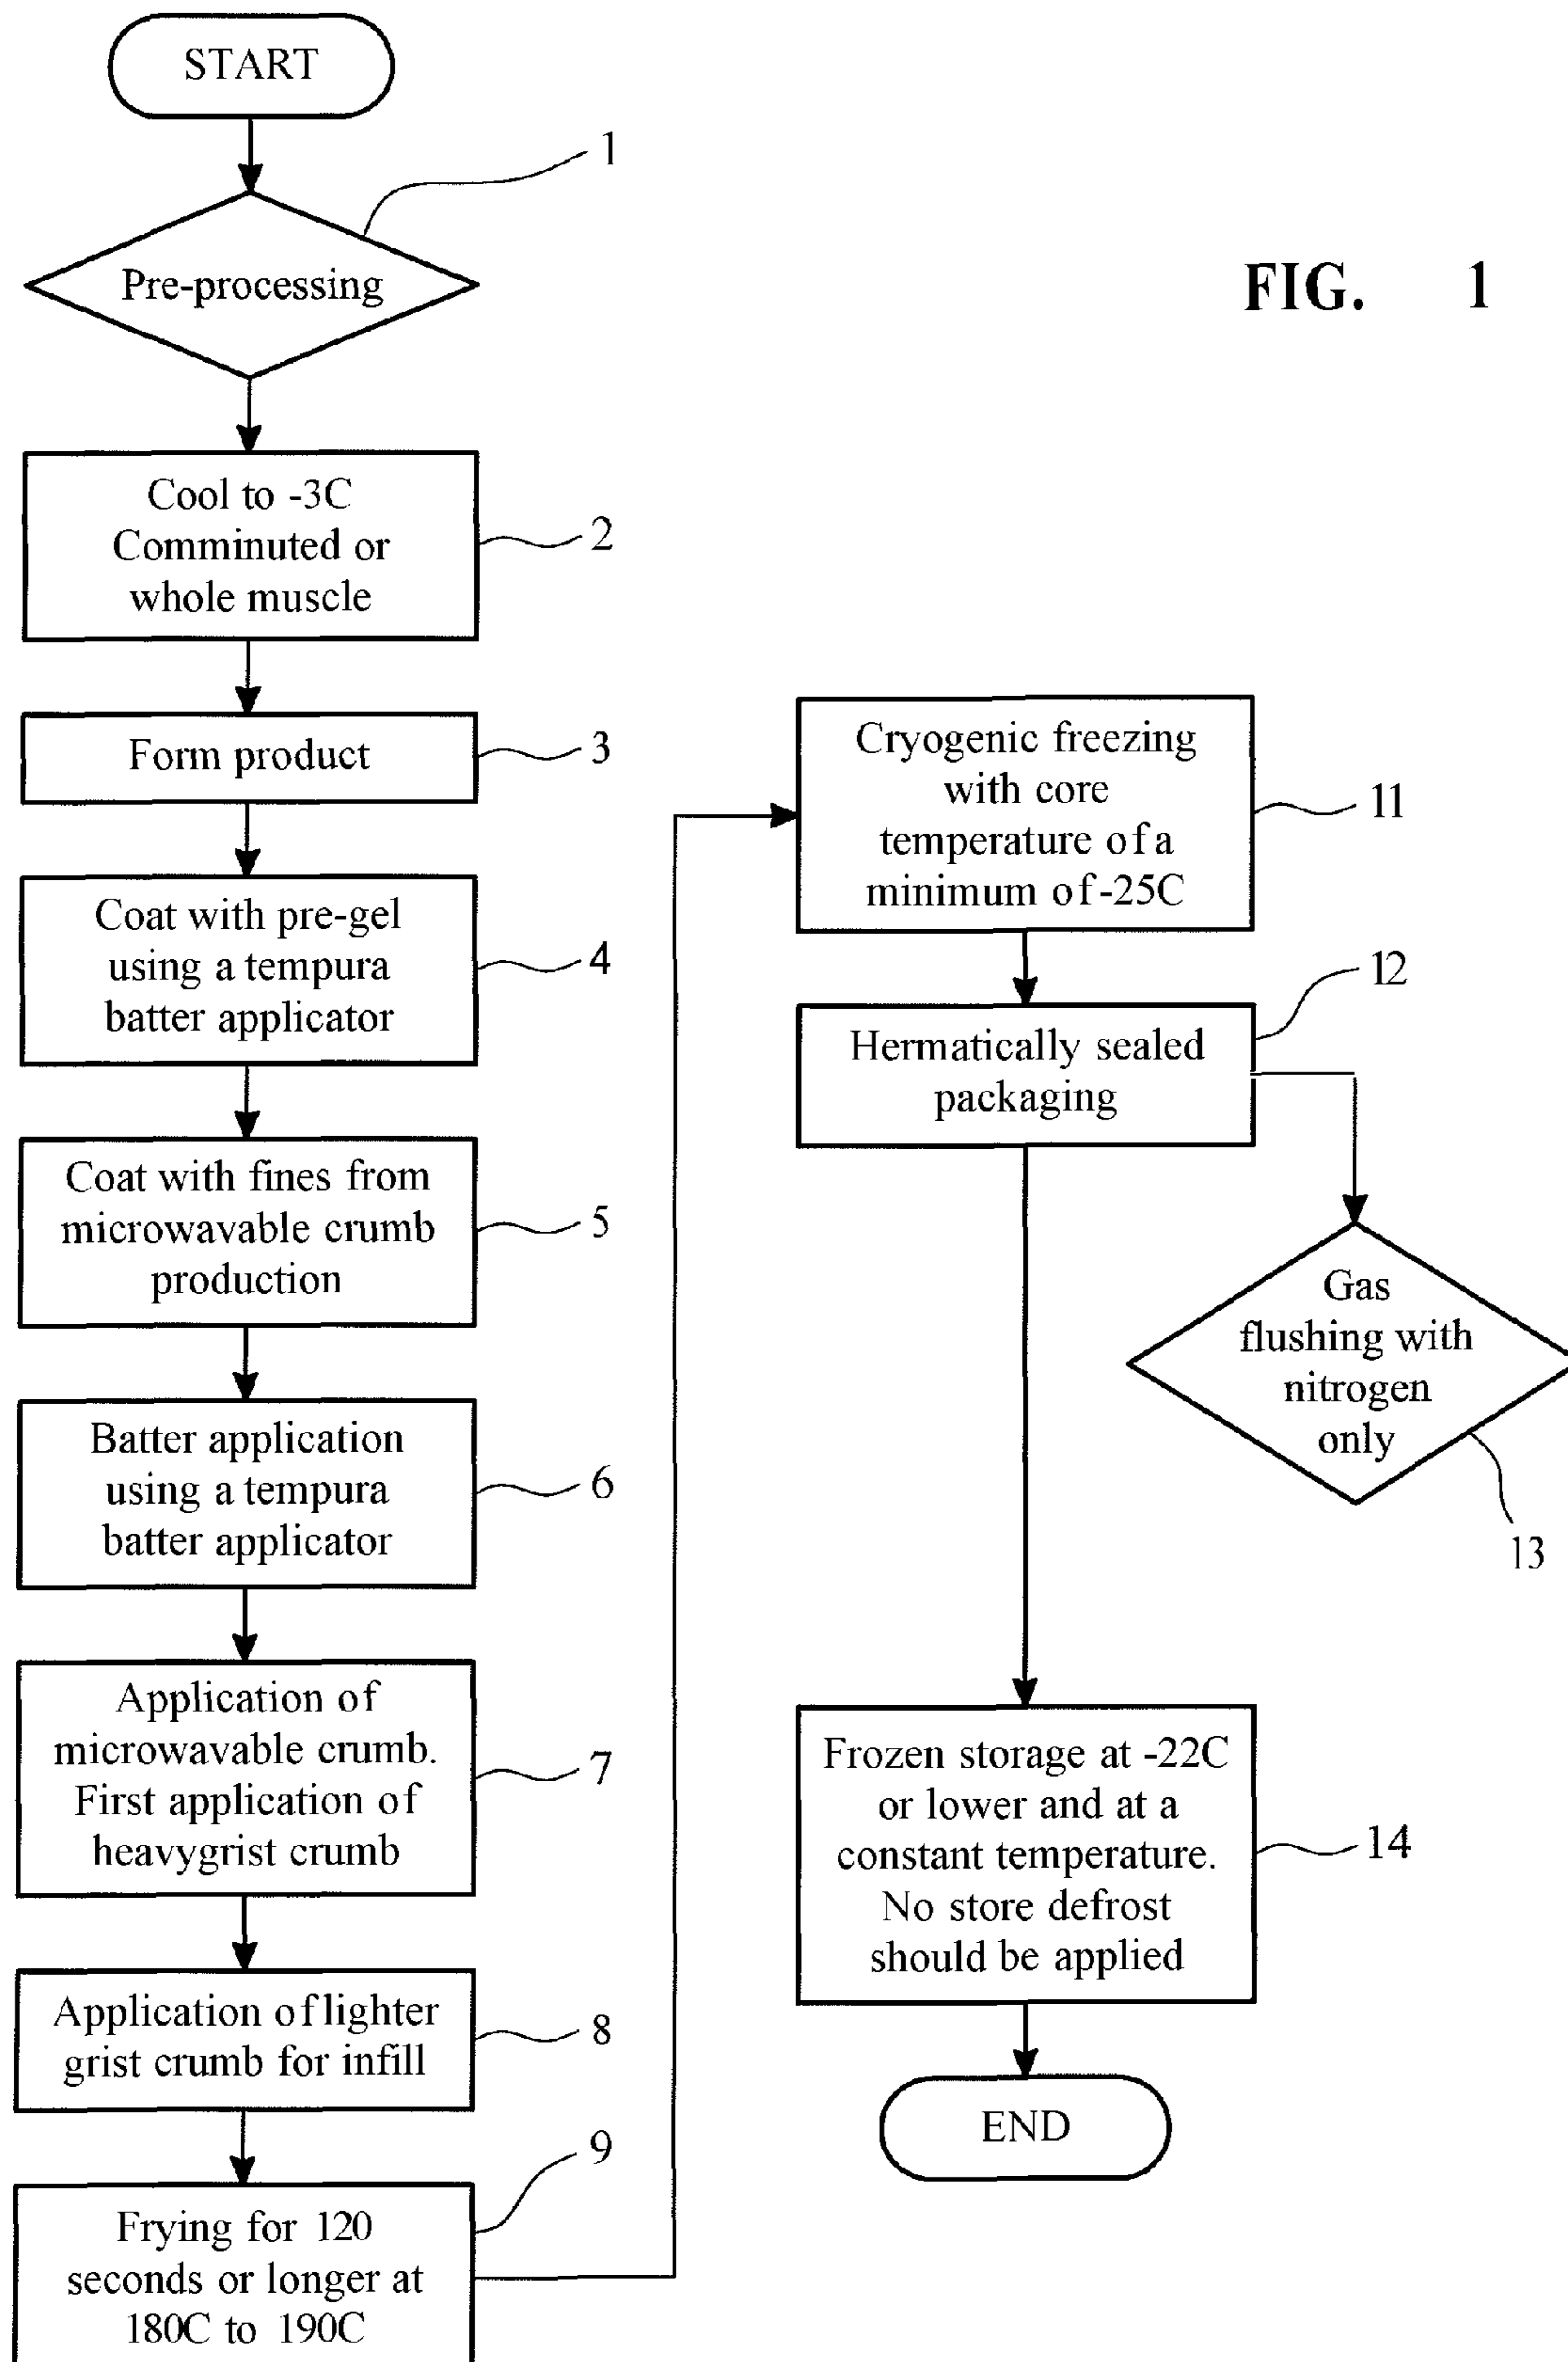 START
1
Pre-processing
FIG. 1
Cool to -3C
Comminuted or
whole muscle
2
Form product
3
Coat with pre-gel
using a tempura
batter applicator
4
Coat with fines from
microwavable crumb
production
5
Batter application
using a tempura
batter applicator
6
Application of
microwavable crumb.
First application of
heavygrist crumb
7
Application of lighter
grist crumb for infill
8
Frying for 120
seconds or longer at
180C to 190C
9
Cryogenic freezing
with core
temperature of a
minimum of -25C
11
Hermatically sealed
packaging
12
Gas
flushing with
nitrogen
only
13
Frozen storage at -22C
or lower and at a
constant temperature.
No store defrost
should be applied
14
END